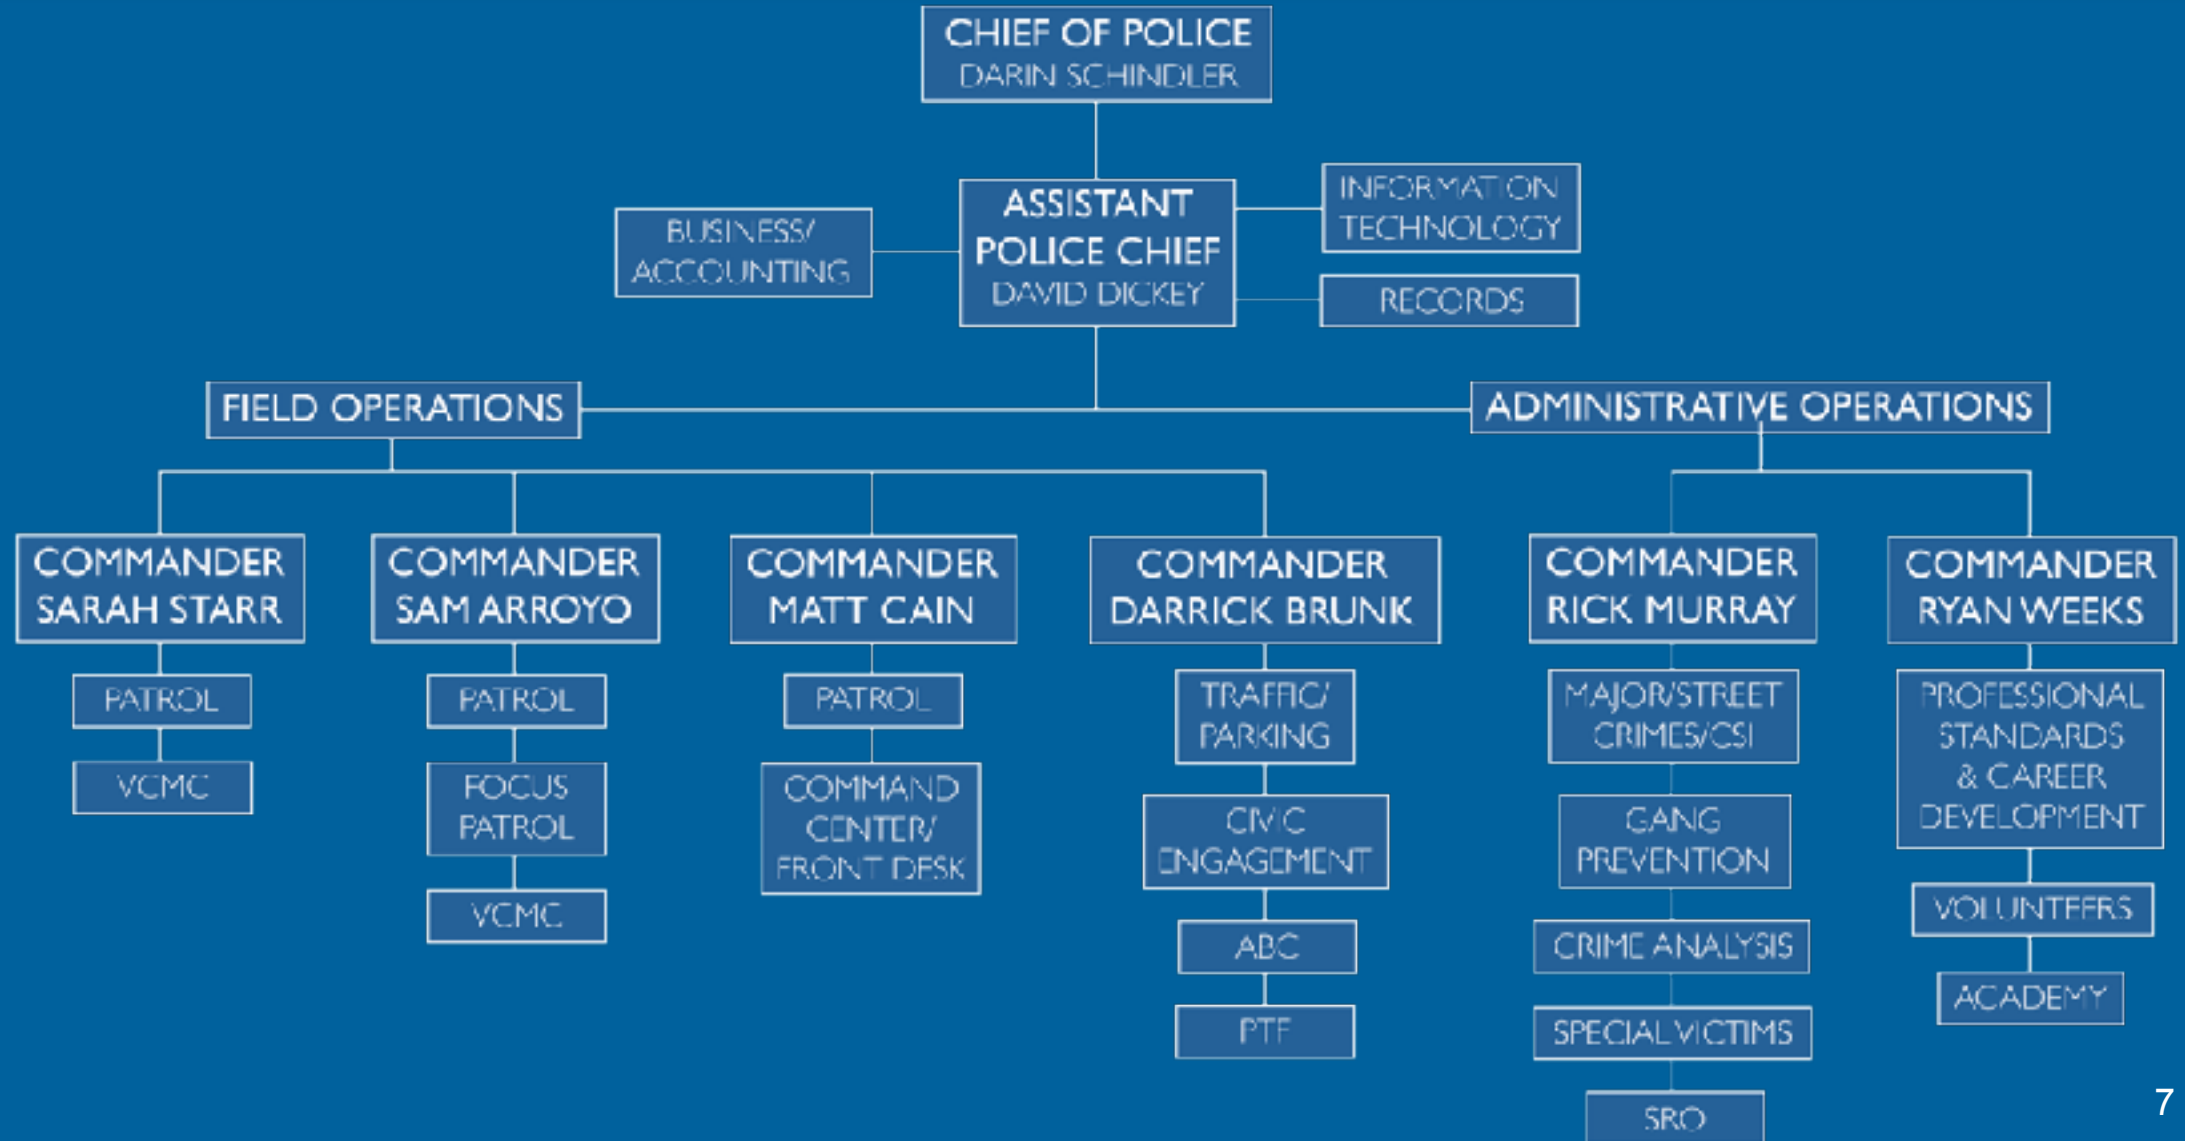 CHIEF OF POLICE
DARIN SCHINDLER
ASSISTANT
POLICE CHIEF
DAVID DICKEY
BUSINESS/
ACCOUNTING
INFORMATION
TECHNOLOGY
RECORDS
FIELD OPERATIONS
ADMINISTRATIVE OPERATIONS
COMMANDER
SARAH STARR
PATROL
VCMC
COMMANDER
SAM ARROYO
PATROL
FOCUS
PATROL
VCMC
COMMANDER
MATT CAIN
PATROL
COMMAND
CENTER/
FRONT DESK
COMMANDER
DARRICK BRUNK
TRAFFIC/
PARKING
CIVIC
ENGAGEMENT
ABC
PTF
COMMANDER
RICK MURRAY
MAJOR/STREET
CRIMES/CSI
GANG
PREVENTION
CRIME ANALYSIS
SPECIAL VICTIMS
SRO
COMMANDER
RYAN WEEKS
PROFESSIONAL
STANDARDS
& CAREER
DEVELOPMENT
VOLUNTEERS
ACADEMY
7